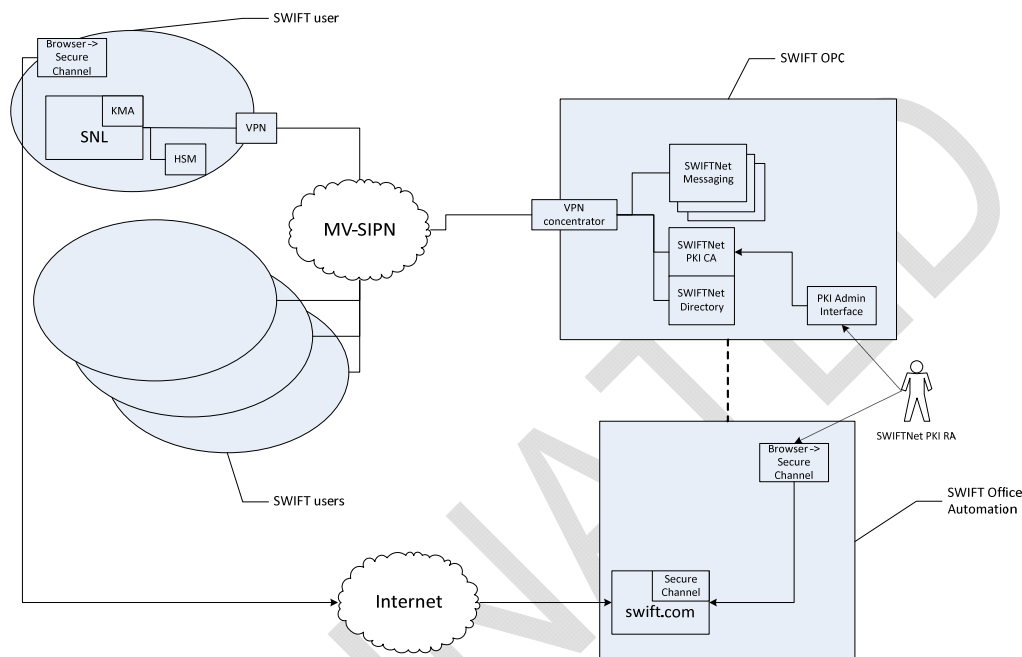 SWIFT user
Browser ->
Secure
Channel
KMA
SNL
HSM
VPN
MV-SIPN
SWIFT users
SWIFT OPC
SWIFTNet
Messaging
VPN
concentrator
SWIFTNet
PKI CA
SWIFTNet
Directory
PKI Admin
Interface
SWIFTNet PKI RA
Browser ->
Secure
Channel
SWIFT Office
Automation
Internet
Secure
Channel
swift.com